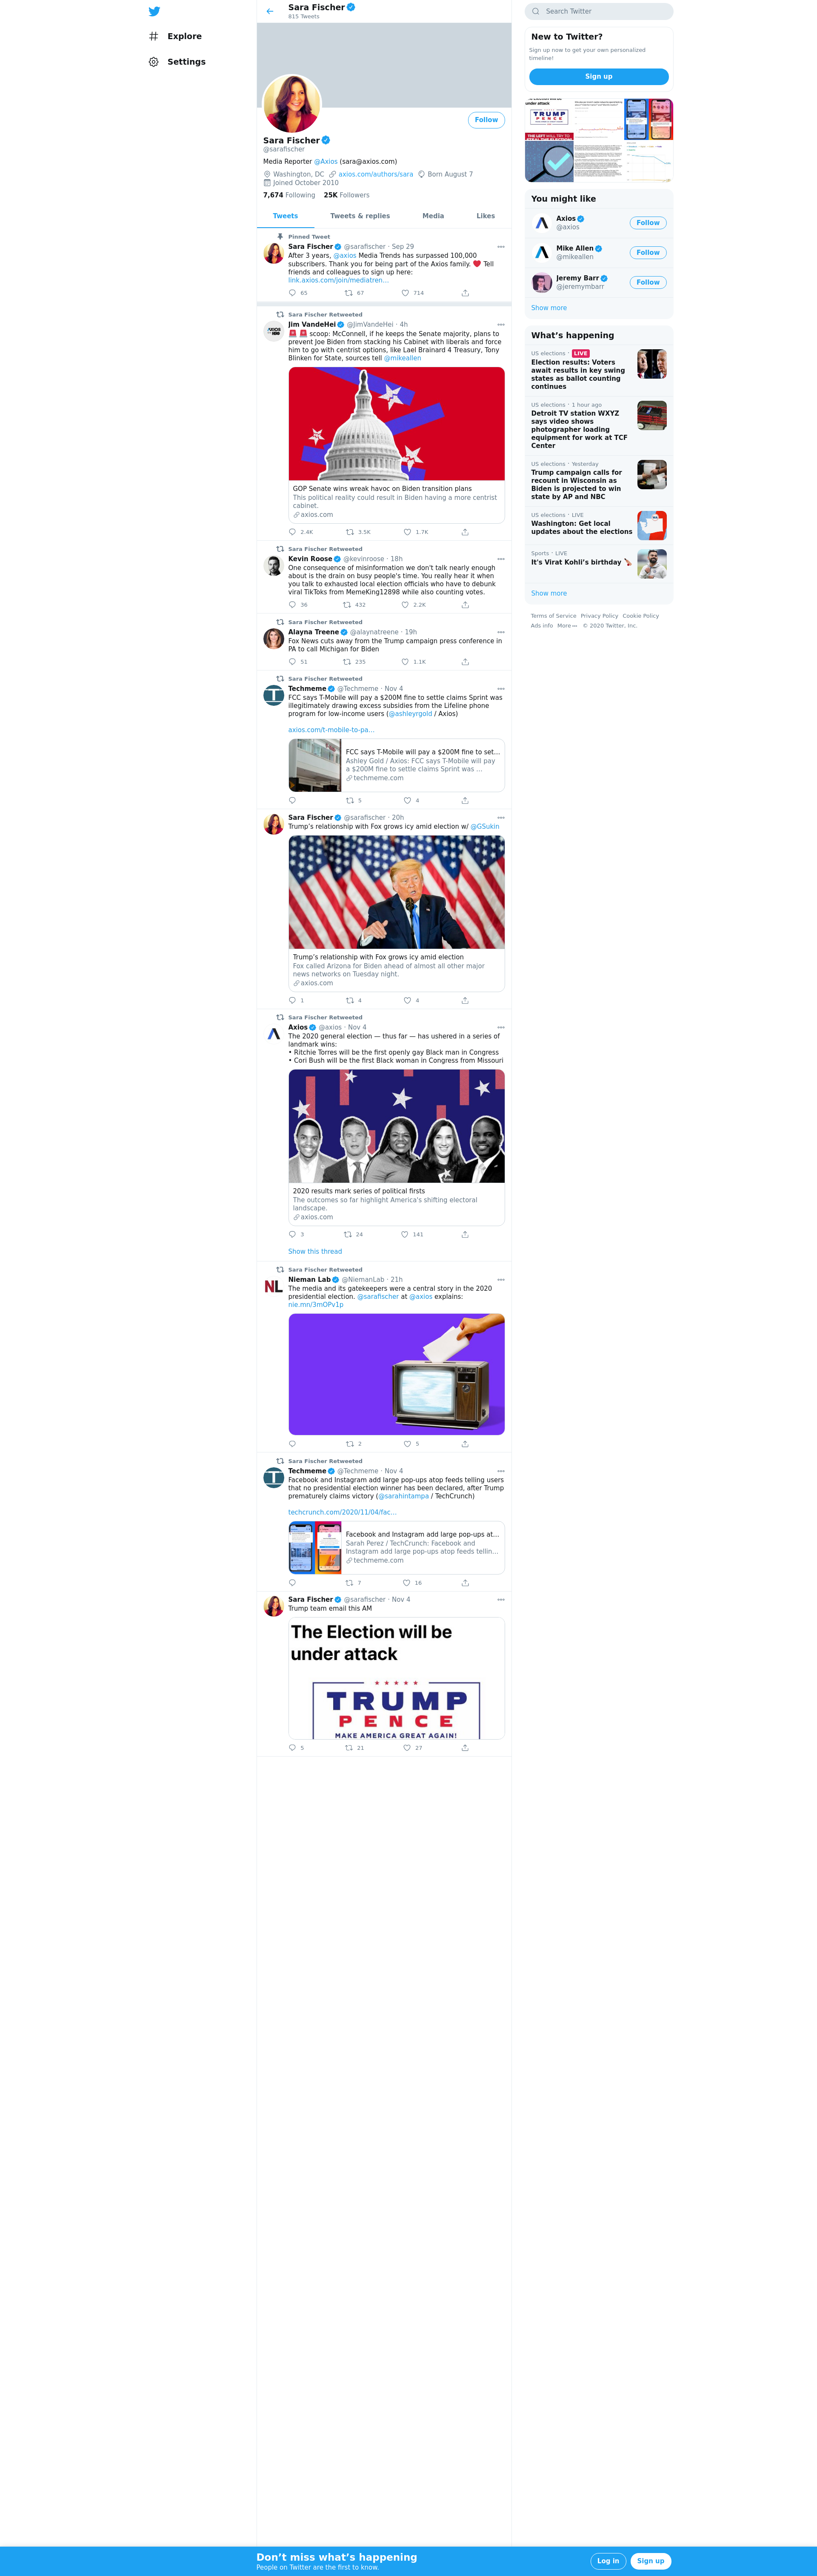 Explore
Settings
Sara Fischer
815 Tweets
Follow
Sara Fischer
@sarafischer
Media Reporter @Axios (sara@axios.com)
Washington, DC axios.com/authors/sara Born August 7
Joined October 2010
7,674 Following 25K Followers
Tweets Tweets & replies Media Likes
Pinned Tweet
Sara Fischer @sarafischer · Sep 29
After 3 years, @axios Media Trends has surpassed 100,000
subscribers. Thank you for being part of the Axios family. ❤️ Tell
friends and colleagues to sign up here:
link.axios.com/join/mediatren…
65 67 714
Sara Fischer Retweeted
Jim VandeHei @JimVandeHei · 4h
🚨 🚨 scoop: McConnell, if he keeps the Senate majority, plans to
prevent Joe Biden from stacking his Cabinet with liberals and force
him to go with centrist options, like Lael Brainard 4 Treasury, Tony
Blinken for State, sources tell @mikeallen
GOP Senate wins wreak havoc on Biden transition plans
This political reality could result in Biden having a more centrist
cabinet.
axios.com
2.4K 3.5K 1.7K
Sara Fischer Retweeted
Kevin Roose @kevinroose · 18h
One consequence of misinformation we don't talk nearly enough
about is the drain on busy people's time. You really hear it when
you talk to exhausted local election officials who have to debunk
viral TikToks from MemeKing12898 while also counting votes.
36 432 2.2K
Sara Fischer Retweeted
Alayna Treene @alaynatreene · 19h
Fox News cuts away from the Trump campaign press conference in
PA to call Michigan for Biden
51 235 1.1K
Sara Fischer Retweeted
Techmeme @Techmeme · Nov 4
FCC says T-Mobile will pay a $200M fine to settle claims Sprint was
illegitimately drawing excess subsidies from the Lifeline phone
program for low-income users (@ashleyrgold / Axios)
axios.com/t-mobile-to-pa…
FCC says T-Mobile will pay a $200M fine to set…
Ashley Gold / Axios: FCC says T-Mobile will pay
a $200M fine to settle claims Sprint was …
techmeme.com
5 4
Sara Fischer @sarafischer · 20h
Trump’s relationship with Fox grows icy amid election w/ @GSukin
Trump’s relationship with Fox grows icy amid election
Fox called Arizona for Biden ahead of almost all other major
news networks on Tuesday night.
axios.com
1 4 4
Sara Fischer Retweeted
Axios @axios · Nov 4
The 2020 general election — thus far — has ushered in a series of
landmark wins:
• Ritchie Torres will be the first openly gay Black man in Congress
• Cori Bush will be the first Black woman in Congress from Missouri
2020 results mark series of political firsts
The outcomes so far highlight America's shifting electoral
landscape.
axios.com
3 24 141
Show this thread
Sara Fischer Retweeted
NL
Nieman Lab @NiemanLab · 21h
The media and its gatekeepers were a central story in the 2020
presidential election. @sarafischer at @axios explains:
nie.mn/3mOPv1p
2 5
Sara Fischer Retweeted
Techmeme @Techmeme · Nov 4
Facebook and Instagram add large pop-ups atop feeds telling users
that no presidential election winner has been declared, after Trump
prematurely claims victory (@sarahintampa / TechCrunch)
techcrunch.com/2020/11/04/fac…
Facebook and Instagram add large pop-ups at…
Sarah Perez / TechCrunch: Facebook and
Instagram add large pop-ups atop feeds tellin…
techmeme.com
7 16
Sara Fischer @sarafischer · Nov 4
Trump team email this AM
The Election will be
under attack
TRUMP
PENCE
MAKE AMERICA GREAT AGAIN!
5 21 27
Search Twitter
New to Twitter?
Sign up now to get your own personalized
timeline!
Sign up
under attack
TRUMP
PENCE
You might like
Axios
@axios
Follow
Mike Allen
@mikeallen
Follow
Jeremy Barr
@jeremymbarr
Follow
Show more
What’s happening
US elections · LIVE
Election results: Voters
await results in key swing
states as ballot counting
continues
US elections · 1 hour ago
Detroit TV station WXYZ
says video shows
photographer loading
equipment for work at TCF
Center
US elections · Yesterday
Trump campaign calls for
recount in Wisconsin as
Biden is projected to win
state by AP and NBC
US elections · LIVE
Washington: Get local
updates about the elections
Sports · LIVE
It's Virat Kohli’s birthday 🏏
Show more
Terms of Service Privacy Policy Cookie Policy
Ads info More ••• © 2020 Twitter, Inc.
Don’t miss what’s happening
People on Twitter are the first to know.
Log in
Sign up